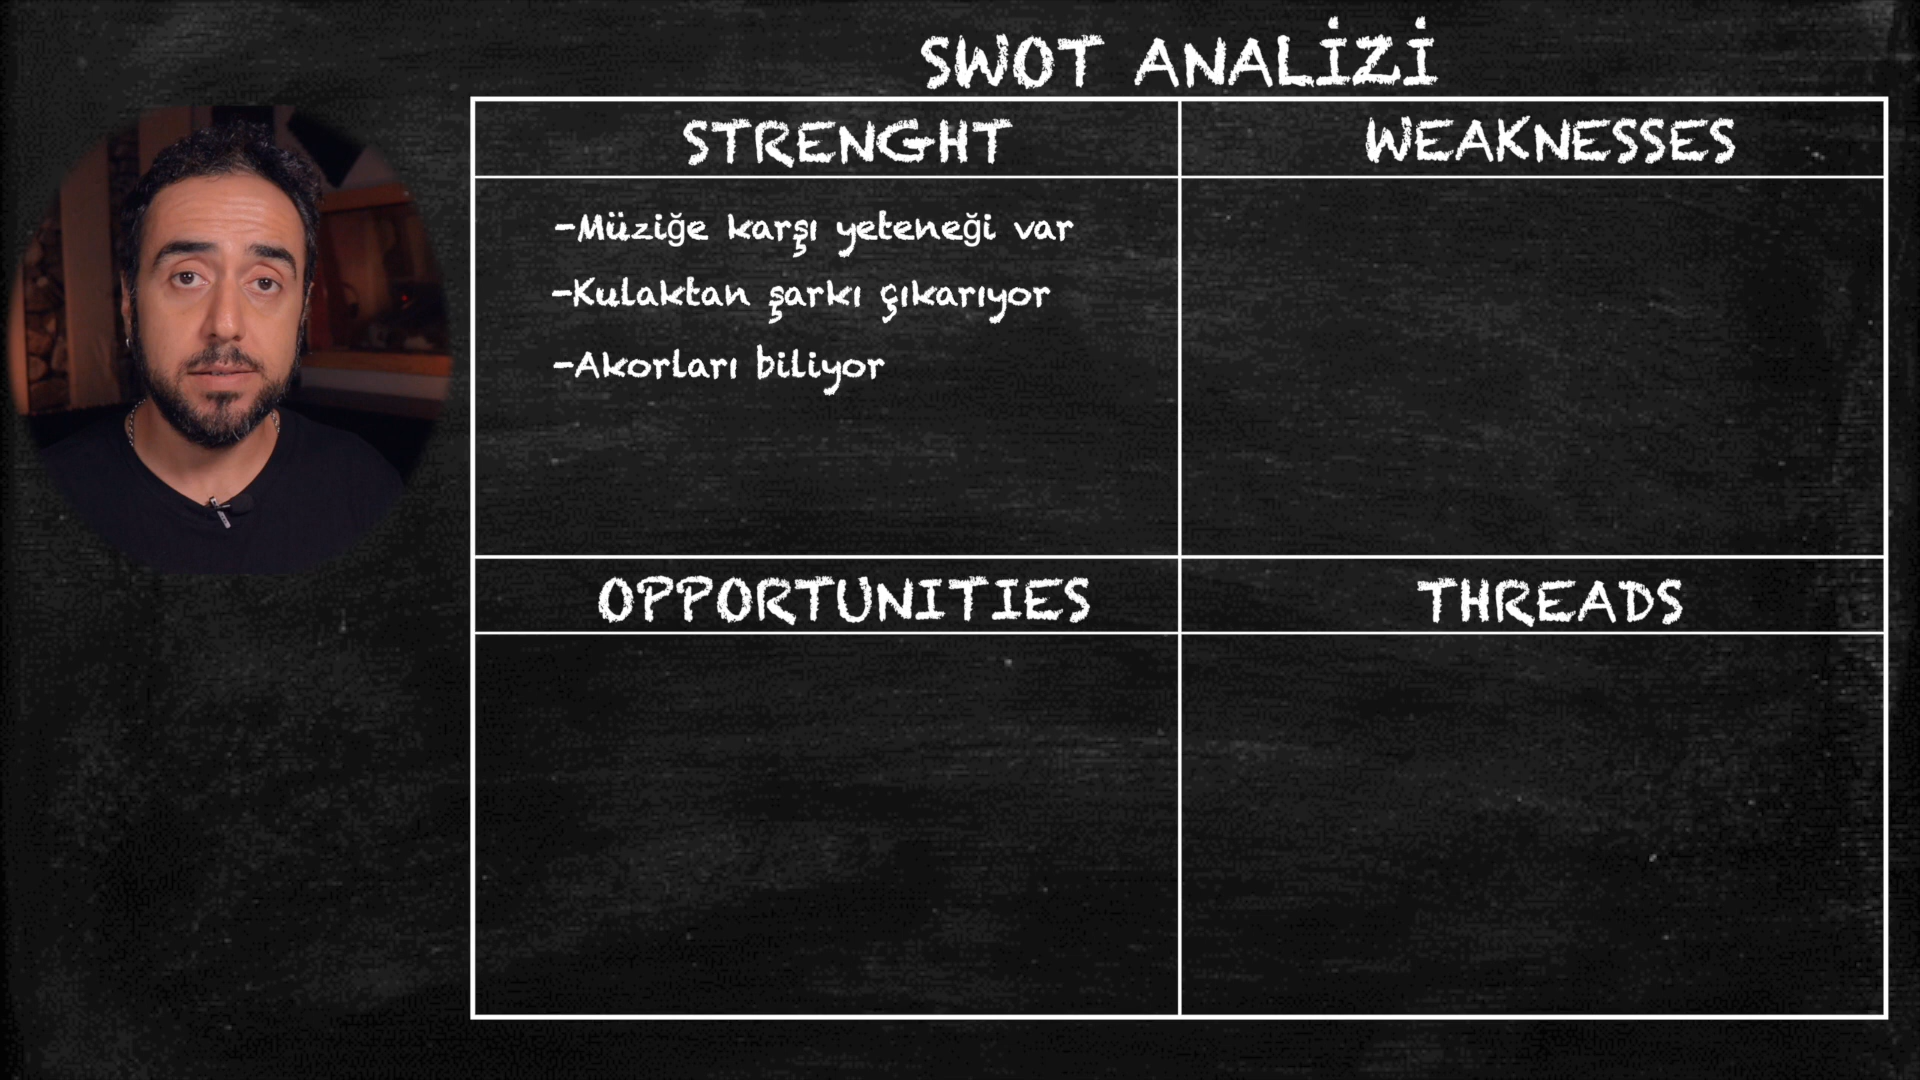 SWOT ANALİZİ
STRENGHT
WEAKNESSES
-Müziğe karşı yeteneği var
-Kulaktan şarkı çıkarıyor
-Akorları biliyor
OPPORTUNITIES
THREADS